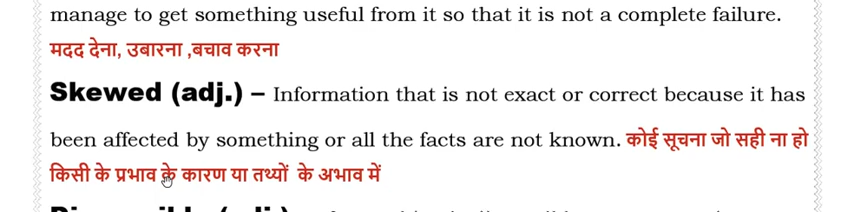 manage to get something useful from it so that it is not a complete failure.
मदद देना, उबारना ,बचाव करना
Skewed (adj.) – Information that is not exact or correct because it has
been affected by something or all the facts are not known. कोई सूचना जो सही ना हो
किसी के प्रभाव के कारण या तथ्यों के अभाव में